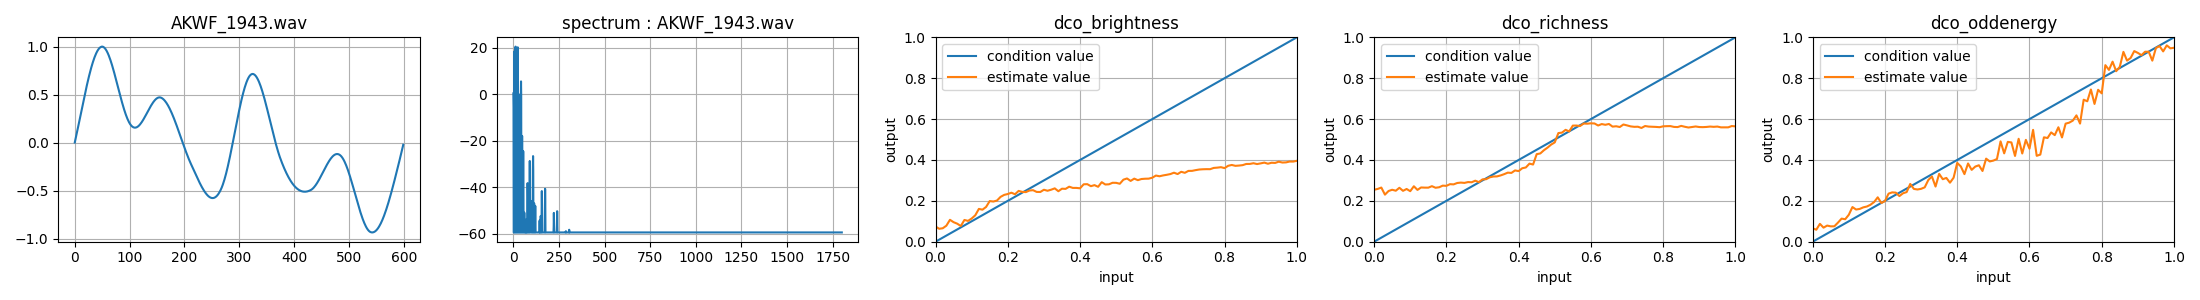 AKWF_1943.wav
1.0
0.5
0.0
−0.5
−1.0
0 100 200 300 400 500 600
spectrum : AKWF_1943.wav
20
0
−20
−40
−60
0 250 500 750 1000 1250 1500 1750
dco_brightness
condition value
estimate value
output
1.0
0.8
0.6
0.4
0.2
0.0
0.0 0.2 0.4 0.6 0.8 1.0
input
dco_richness
condition value
estimate value
output
1.0
0.8
0.6
0.4
0.2
0.0
0.0 0.2 0.4 0.6 0.8 1.0
input
dco_oddenergy
condition value
estimate value
output
1.0
0.8
0.6
0.4
0.2
0.0
0.0 0.2 0.4 0.6 0.8 1.0
input